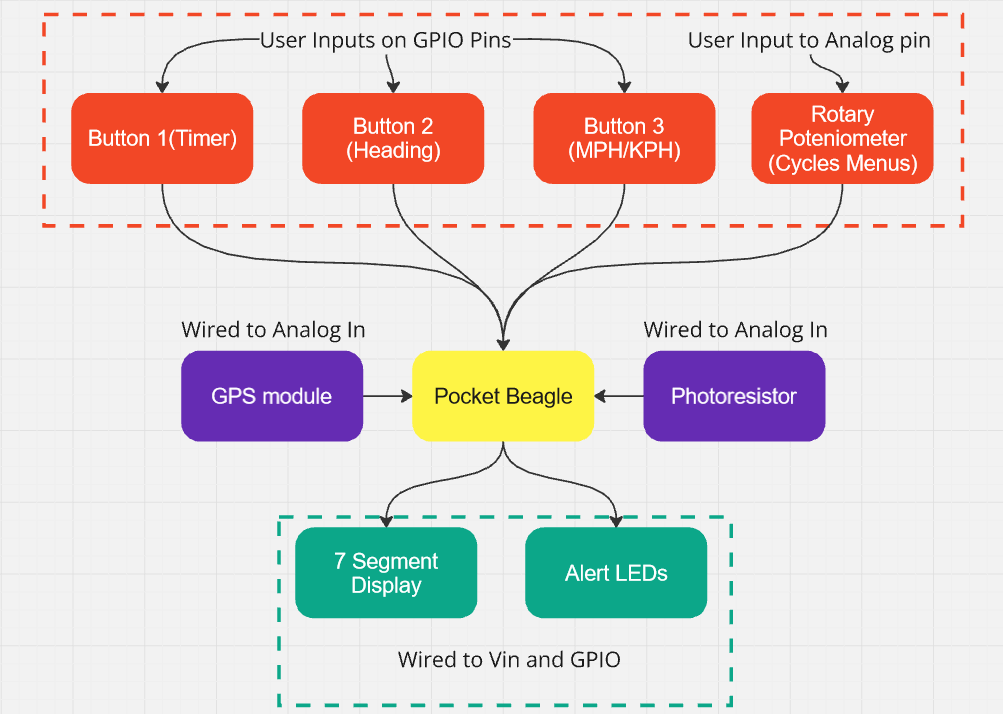 User Inputs on GPIO Pins
User Input to Analog pin
Button 1(Timer)
Button 2
(Heading)
Button 3
(MPH/KPH)
Rotary
Poteniometer
(Cycles Menus)
Wired to Analog In
Wired to Analog In
GPS module
Pocket Beagle
Photoresistor
7 Segment
Display
Alert LEDs
Wired to Vin and GPIO